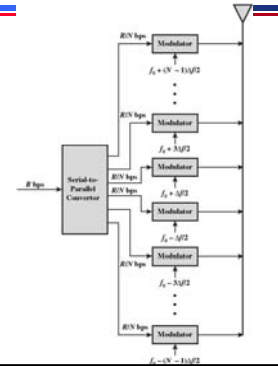 R/N bps
Modulator
f₀ + (N − 1)Δf/2
R/N bps
Modulator
f₀ + 3Δf/2
R/N bps
Modulator
f₀ + Δf/2
R bps
Serial-to-
Parallel
Convertor
R/N bps
Modulator
f₀ − Δf/2
R/N bps
Modulator
f₀ − 3Δf/2
R/N bps
Modulator
f₀ − (N − 1)Δf/2